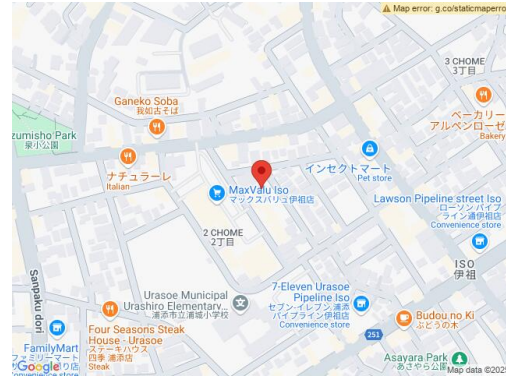 Map error: g.co/staticmaperro
3 CHOME
3丁目
Ganeko Soba
我如古そば
ベーカリー
アルペンローゼ
Bakery
zumisho Park
泉小公園
ナチュラーレ
Italian
インセクトマート
Pet store
MaxValu Iso
マックスバリュ伊祖店
Lawson Pipeline street Iso
ローソン パイプ
ライン通伊祖店
Convenience store
2 CHOME
2丁目
ISO
伊祖
Sanpaku dori
Urasoe Municipal
Urashiro Elementary...
浦添市立浦城小学校
7-Eleven Urasoe
Pipeline Iso
セブン-イレブン 浦添
パイプライン伊祖店
Convenience store
Budou no Ki
ぶどうの木
251
FamilyMart
ファミリーマート
り店
Convenience store
Four Seasons Steak
House - Urasoe
ステーキハウス
四季 浦添店
Steak
Asayara Park
あさやら公園
Google
Map data ©2025